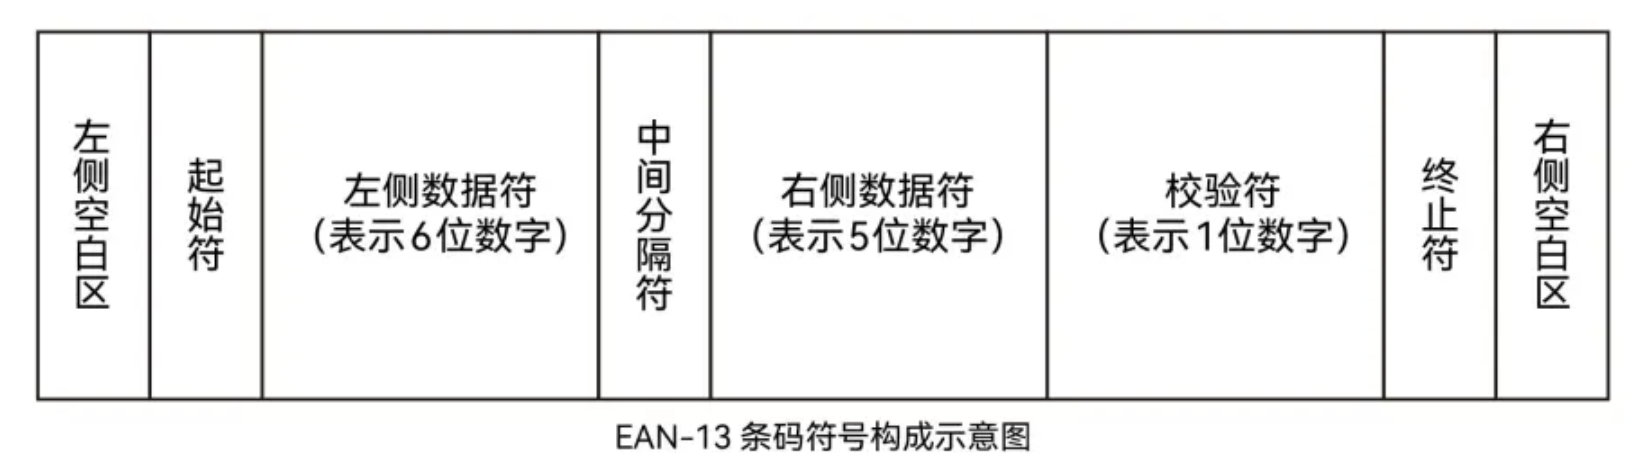 左侧空白区
起始符
左侧数据符
（表示6位数字）
中间分隔符
右侧数据符
（表示5位数字）
校验符
（表示1位数字）
终止符
右侧空白区
EAN-13 条码符号构成示意图